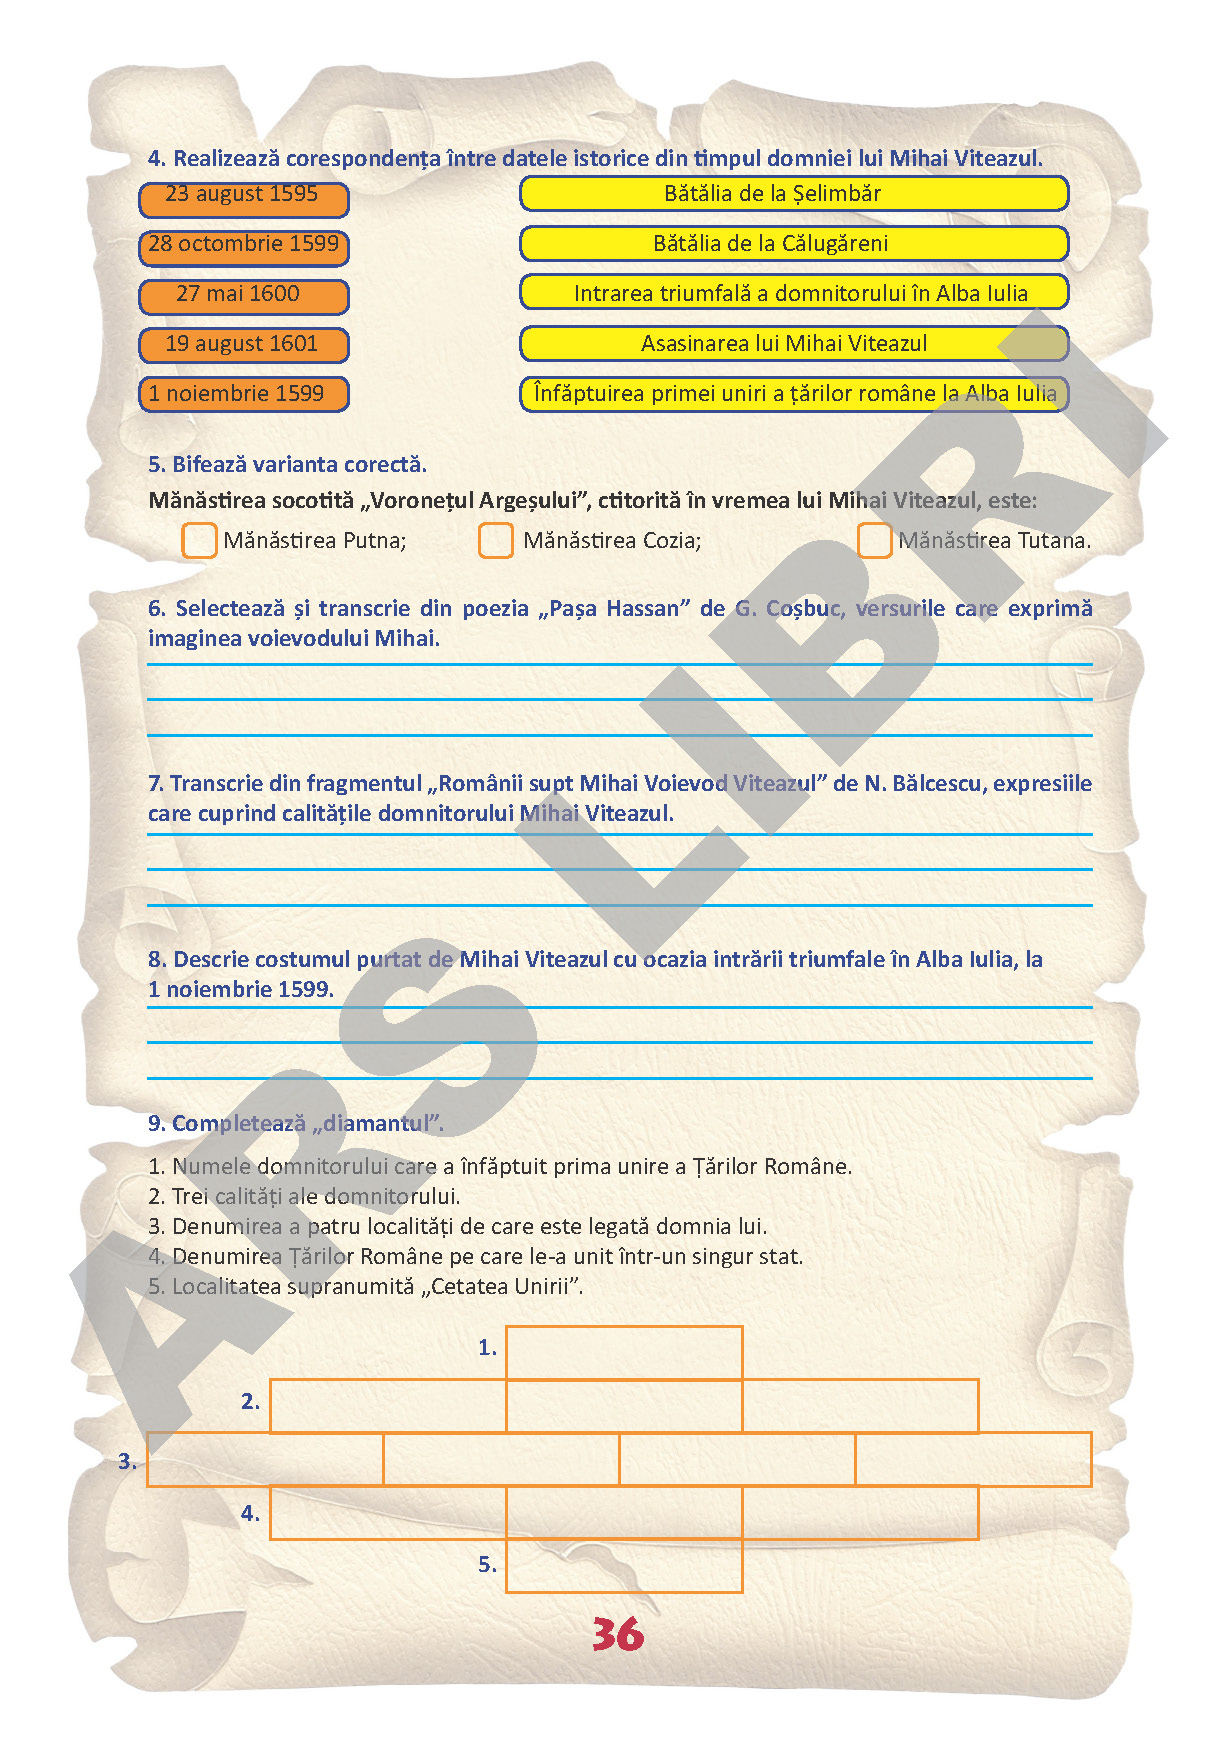 4. Realizează corespondența între datele istorice din timpul domniei lui Mihai Viteazul.
23 august 1595 Bătălia de la Șelimbăr
28 octombrie 1599 Bătălia de la Călugăreni
27 mai 1600 Intrarea triumfală a domnitorului în Alba Iulia
19 august 1601 Asasinarea lui Mihai Viteazul
1 noiembrie 1599 Înfăptuirea primei uniri a țărilor române la Alba Iulia
5. Bifează varianta corectă.
Mănăstirea socotită „Voronețul Argeșului”, ctitorită în vremea lui Mihai Viteazul, este:
Mănăstirea Putna; Mănăstirea Cozia; Mănăstirea Tutana.
6. Selectează și transcrie din poezia „Pașa Hassan” de G. Coșbuc, versurile care exprimă
imaginea voievodului Mihai.
7. Transcrie din fragmentul „Românii supt Mihai Voievod Viteazul” de N. Bălcescu, expresiile
care cuprind calitățile domnitorului Mihai Viteazul.
8. Descrie costumul purtat de Mihai Viteazul cu ocazia intrării triumfale în Alba Iulia, la
1 noiembrie 1599.
9. Completează „diamantul”.
1. Numele domnitorului care a înfăptuit prima unire a Țărilor Române.
2. Trei calități ale domnitorului.
3. Denumirea a patru localități de care este legată domnia lui.
4. Denumirea Țărilor Române pe care le-a unit într-un singur stat.
5. Localitatea supranumită „Cetatea Unirii”.
1.
2.
3.
4.
5.
36
ARS LIBRI